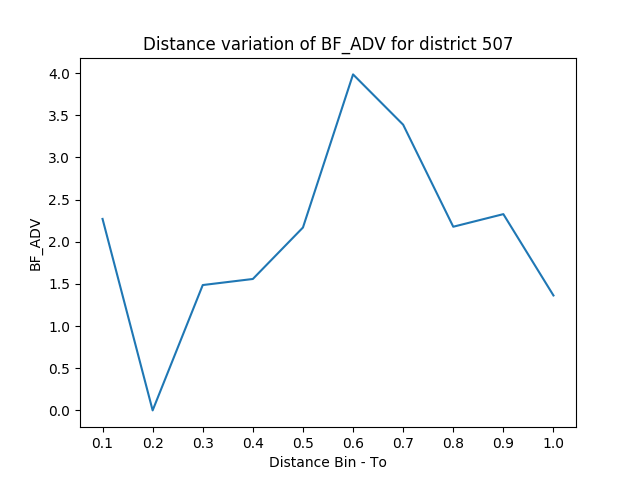 Distance variation of BF_ADV for district 507
4.0
3.5
3.0
2.5
2.0
1.5
1.0
0.5
0.0
BF_ADV
0.1 0.2 0.3 0.4 0.5 0.6 0.7 0.8 0.9 1.0
Distance Bin - To